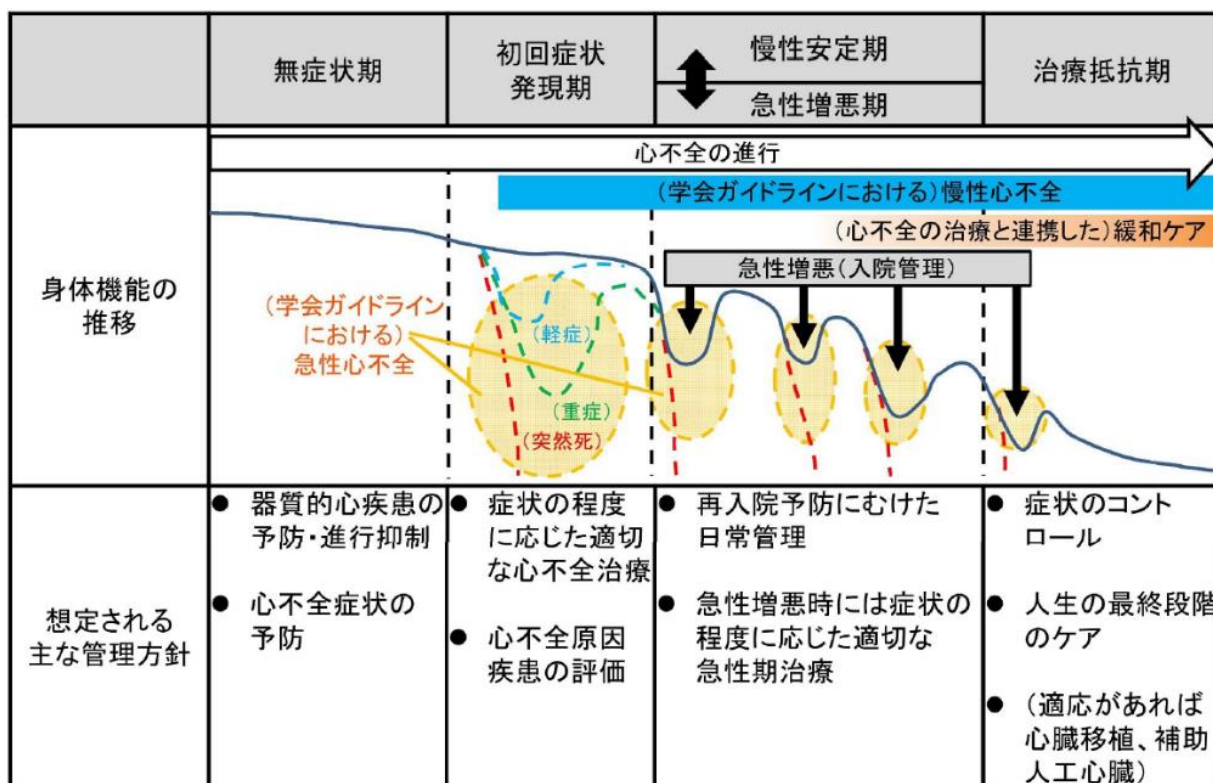 無症状期
初回症状
発現期
慢性安定期
急性増悪期
治療抵抗期
身体機能の
推移
心不全の進行
（学会ガイドラインにおける）慢性心不全
（心不全の治療と連携した）緩和ケア
急性増悪（入院管理）
（学会ガイドライン
における）
急性心不全
（軽症）
（重症）
（突然死）
想定される
主な管理方針
● 器質的心疾患の
予防・進行抑制
● 心不全症状の
予防
● 症状の程度
に応じた適切
な心不全治療
● 心不全原因
疾患の評価
● 再入院予防にむけた
日常管理
● 急性増悪時には症状の
程度に応じた適切な
急性期治療
● 症状のコント
ロール
● 人生の最終段階
のケア
● （適応があれば
心臓移植、補助
人工心臓）